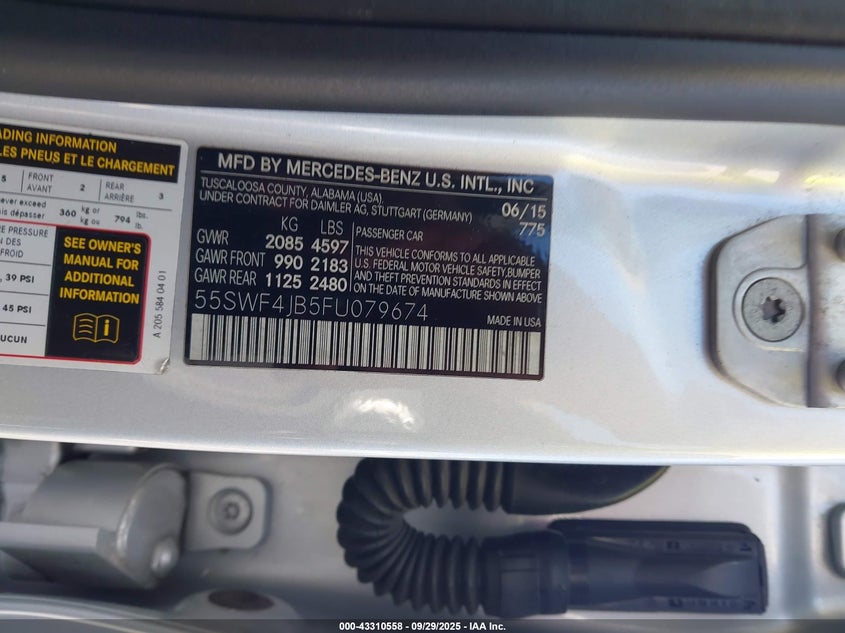 ADING INFORMATION
LES PNEUS ET LE CHARGEMENT
5 FRONT AVANT 2 REAR ARRIÈRE 3
ever exceed
is dépasser 360 kg or kg ou 794 lbs. lb.
E PRESSURE
N DES
FROID
, 39 PSI
45 PSI
UCUN
SEE OWNER'S
MANUAL FOR
ADDITIONAL
INFORMATION
A 205 584 04 01
MFD BY MERCEDES-BENZ U.S. INTL., INC
TUSCALOOSA COUNTY, ALABAMA (USA).
UNDER CONTRACT FOR DAIMLER AG, STUTTGART (GERMANY)
06/15
775
KG LBS
GVWR 2085 4597
GAWR FRONT 990 2183
GAWR REAR 1125 2480
PASSENGER CAR
THIS VEHICLE CONFORMS TO ALL APPLICABLE
U.S. FEDERAL MOTOR VEHICLE SAFETY, BUMPER
AND THEFT PREVENTION STANDARDS IN EFFECT
ON THE DATE OF MANUFACTURE SHOWN ABOVE.
55SWF4JB5FU079674
MADE IN USA
000-43310558 - 09/29/2025 - IAA Inc.